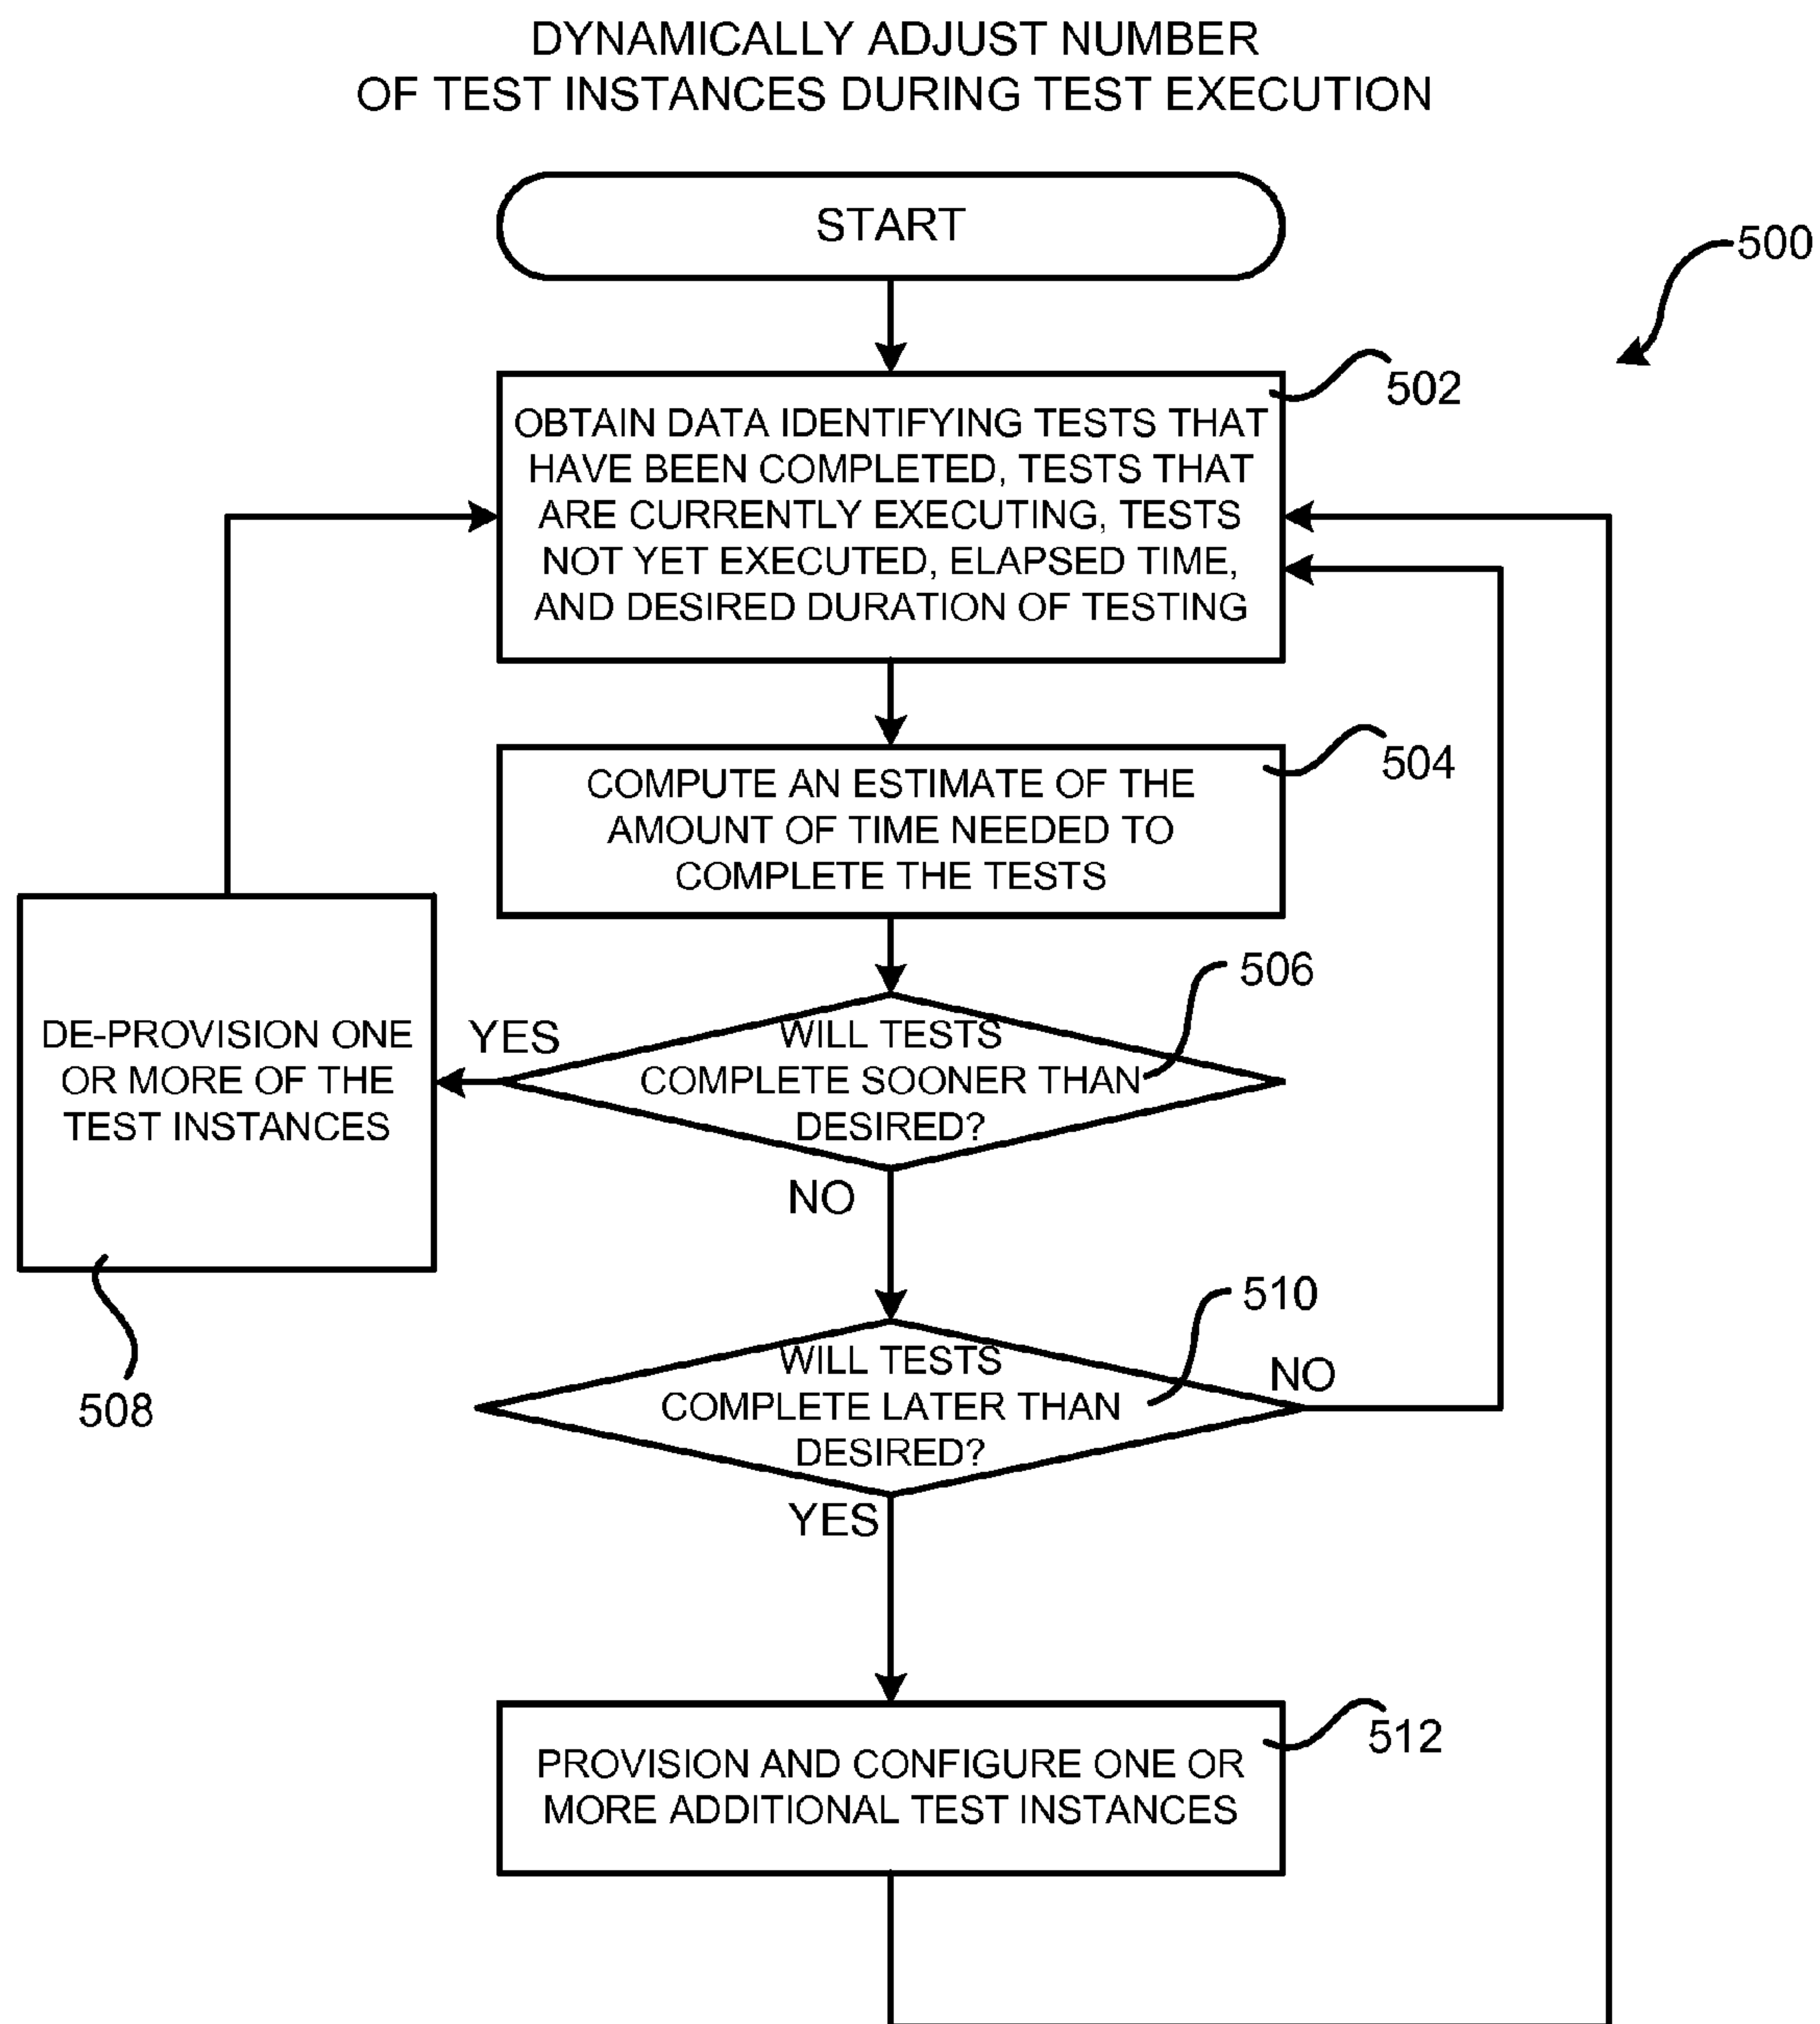 DYNAMICALLY ADJUST NUMBER
OF TEST INSTANCES DURING TEST EXECUTION
START
500
502
OBTAIN DATA IDENTIFYING TESTS THAT
HAVE BEEN COMPLETED, TESTS THAT
ARE CURRENTLY EXECUTING, TESTS
NOT YET EXECUTED, ELAPSED TIME,
AND DESIRED DURATION OF TESTING
504
COMPUTE AN ESTIMATE OF THE
AMOUNT OF TIME NEEDED TO
COMPLETE THE TESTS
506
WILL TESTS
COMPLETE SOONER THAN
DESIRED?
YES
DE-PROVISION ONE
OR MORE OF THE
TEST INSTANCES
508
NO
510
WILL TESTS
COMPLETE LATER THAN
DESIRED?
NO
YES
512
PROVISION AND CONFIGURE ONE OR
MORE ADDITIONAL TEST INSTANCES